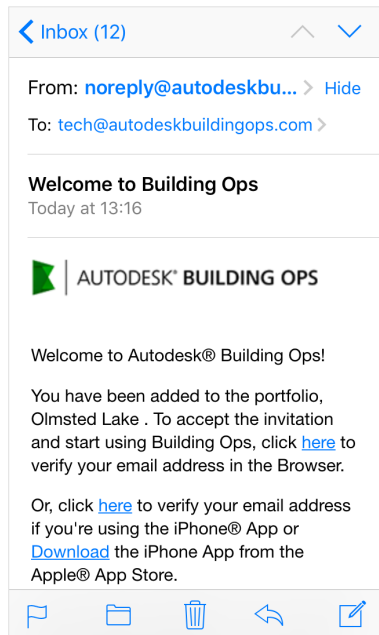 Inbox (12)
From: noreply@autodeskbu... Hide
To: tech@autodeskbuildingops.com
Welcome to Building Ops
Today at 13:16
AUTODESK® BUILDING OPS
Welcome to Autodesk® Building Ops!
You have been added to the portfolio,
Olmsted Lake . To accept the invitation
and start using Building Ops, click here to
verify your email address in the Browser.
Or, click here to verify your email address
if you're using the iPhone® App or
Download the iPhone App from the
Apple® App Store.